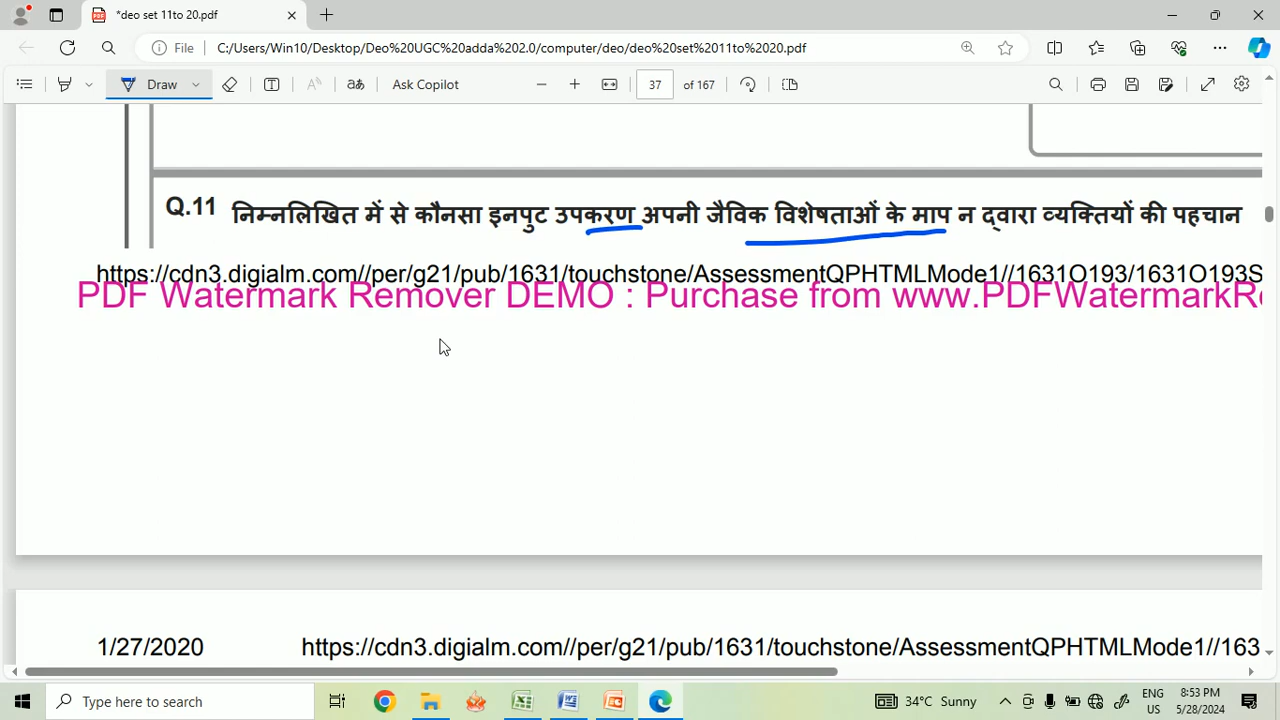 *deo set 11to 20.pdf
File
C:/Users/Win10/Desktop/Deo%20UGC%20adda%202.0/computer/deo/deo%20set%2011to%2020.pdf
Draw
aあ
Ask Copilot
37
of 167
Q.11 निम्नलिखित में से कौनसा इनपुट उपकरण अपनी जैविक विशेषताओं के माप न द्वारा व्यक्तियों की पहचान
https://cdn3.digialm.com//per/g21/pub/1631/touchstone/AssessmentQPHTMLMode1//1631O193/1631O193S
PDF Watermark Remover DEMO : Purchase from www.PDFWatermarkRe
1/27/2020 https://cdn3.digialm.com//per/g21/pub/1631/touchstone/AssessmentQPHTMLMode1//163
Type here to search
34°C Sunny
ENG
US
8:53 PM
5/28/2024